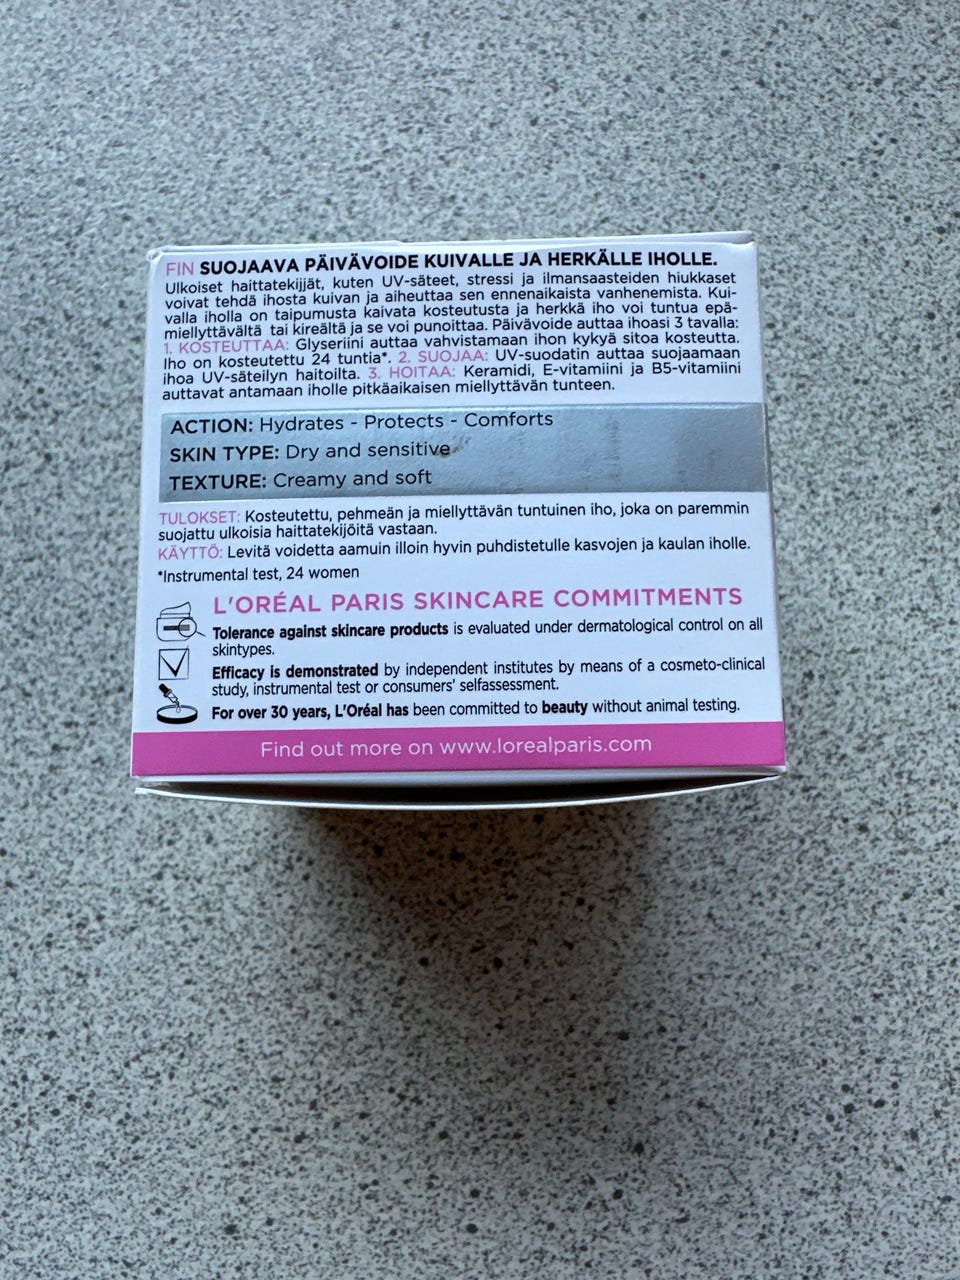 FIN SUOJAAVA PÄIVÄVOIDE KUIVALLE JA HERKÄLLE IHOLLE.
Ulkoiset haittatekijjät, kuten UV-säteet, stressi ja ilmansaasteiden hiukkaset
voivat tehdä ihosta kuivan ja aiheuttaa sen ennenaikaista vanhenemista. Kui-
valla iholla on taipumusta kaivata kosteutusta ja herkkä iho voi tuntua epä-
miellyttävältä tai kireältä ja se voi punoittaa. Päivävoide auttaa ihoasi 3 tavalla:
1. KOSTEUTTAA: Glyseriini auttaa vahvistamaan ihon kykyä sitoa kosteutta.
Iho on kosteutettu 24 tuntia*. 2. SUOJAA: UV-suodatin auttaa suojaamaan
ihoa UV-säteilyn haitoilta. 3. HOITAA: Keramidi, E-vitamiini ja B5-vitamiini
auttavat antamaan iholle pitkäaikaisen miellyttävän tunteen.
ACTION: Hydrates - Protects - Comforts
SKIN TYPE: Dry and sensitive
TEXTURE: Creamy and soft
TULOKSET: Kosteutettu, pehmeän ja miellyttävän tuntuinen iho, joka on paremmin
suojattu ulkoisia haittatekijöitä vastaan.
KÄYTTÖ: Levitä voidetta aamuin illoin hyvin puhdistetulle kasvojen ja kaulan iholle.
*Instrumental test, 24 women
L'ORÉAL PARIS SKINCARE COMMITMENTS
Tolerance against skincare products is evaluated under dermatological control on all
skintypes.
Efficacy is demonstrated by independent institutes by means of a cosmeto-clinical
study, instrumental test or consumers' selfassessment.
For over 30 years, L'Oréal has been committed to beauty without animal testing.
Find out more on www.lorealparis.com